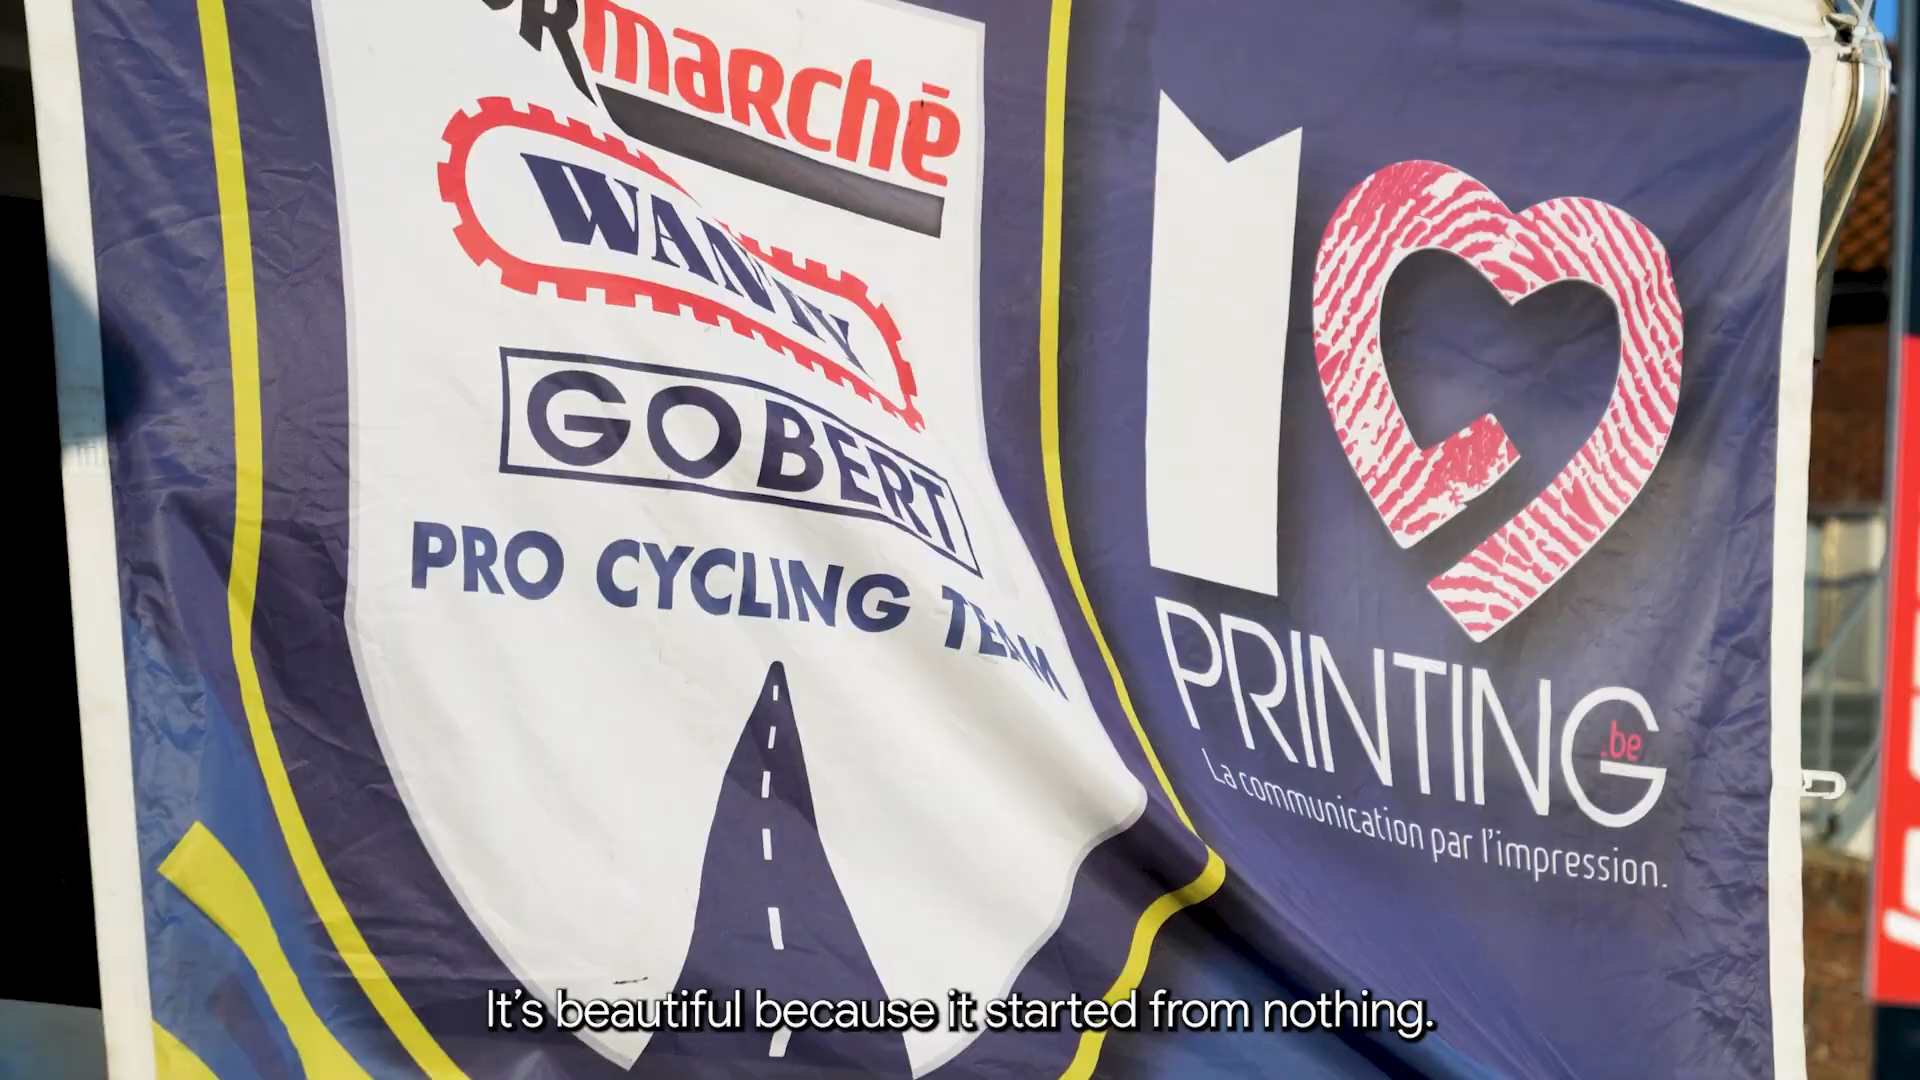 marché
WANTY
GOBERT
PRO CYCLING TEAM
I
PRINTING
.be
La communication par l'impression.
It's beautiful because it started from nothing.